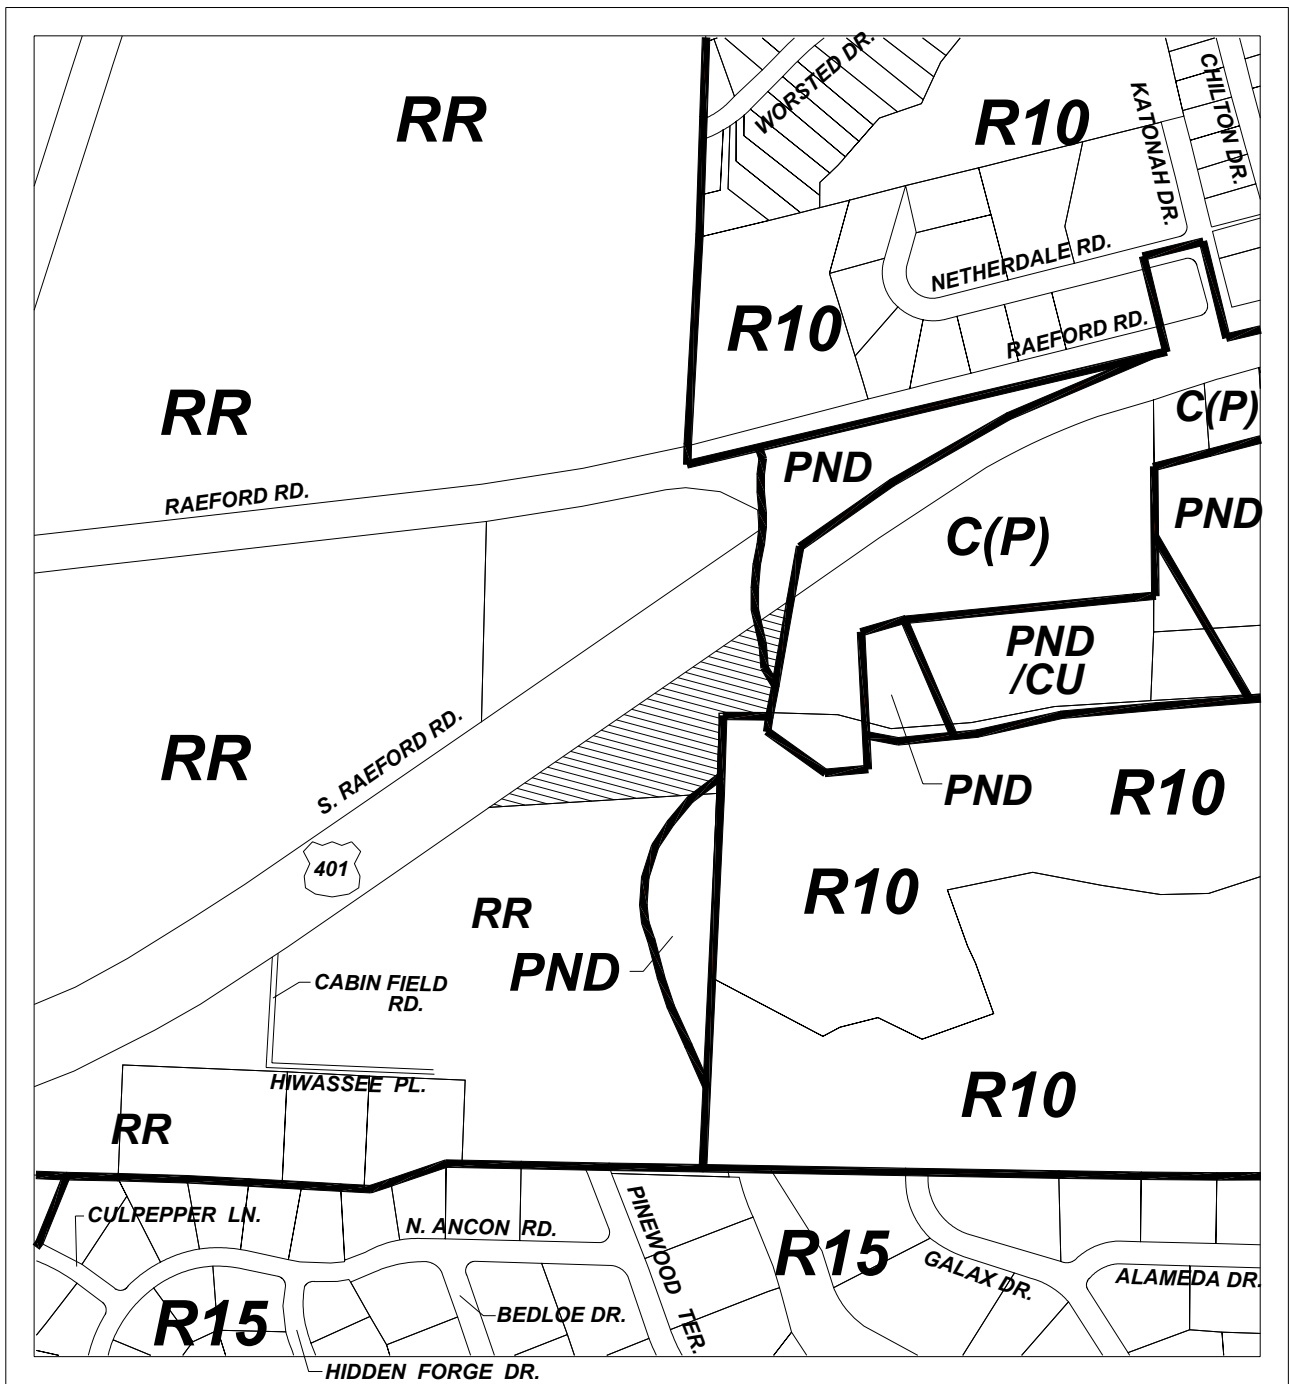 WORSTED DR.
RR
R10
KATONAH DR.
CHILTON DR.
NETHERDALE RD.
R10
RAEFORD RD.
RR
C(P)
PND
RAEFORD RD.
PND
C(P)
PND
/CU
RR
S. RAEFORD RD.
PND
R10
401
R10
RR
PND
CABIN FIELD
RD.
HIWASSEE PL.
R10
RR
CULPEPPER LN.
N. ANCON RD.
PINEWOOD TER.
R15
GALAX DR.
ALAMEDA DR.
R15
BEDLOE DR.
HIDDEN FORGE DR.